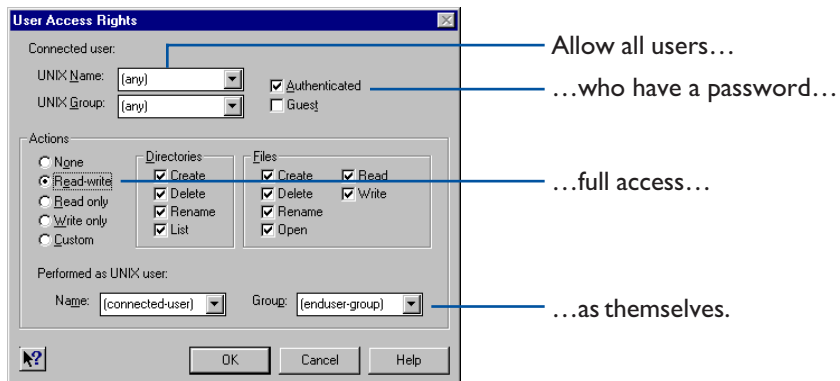 User Access Rights
Connected user:
Allow all users…
UNIX Name: (any)
Authenticated
…who have a password…
UNIX Group: (any)
Guest
Actions
None
Directories
Files
Create
Create
Read
Read-write
Delete
Delete
Write
…full access…
Read only
Rename
Rename
Write only
List
Open
Custom
Performed as UNIX user:
Name: (connected-user)
Group: (enduser-group)
…as themselves.
?
OK
Cancel
Help